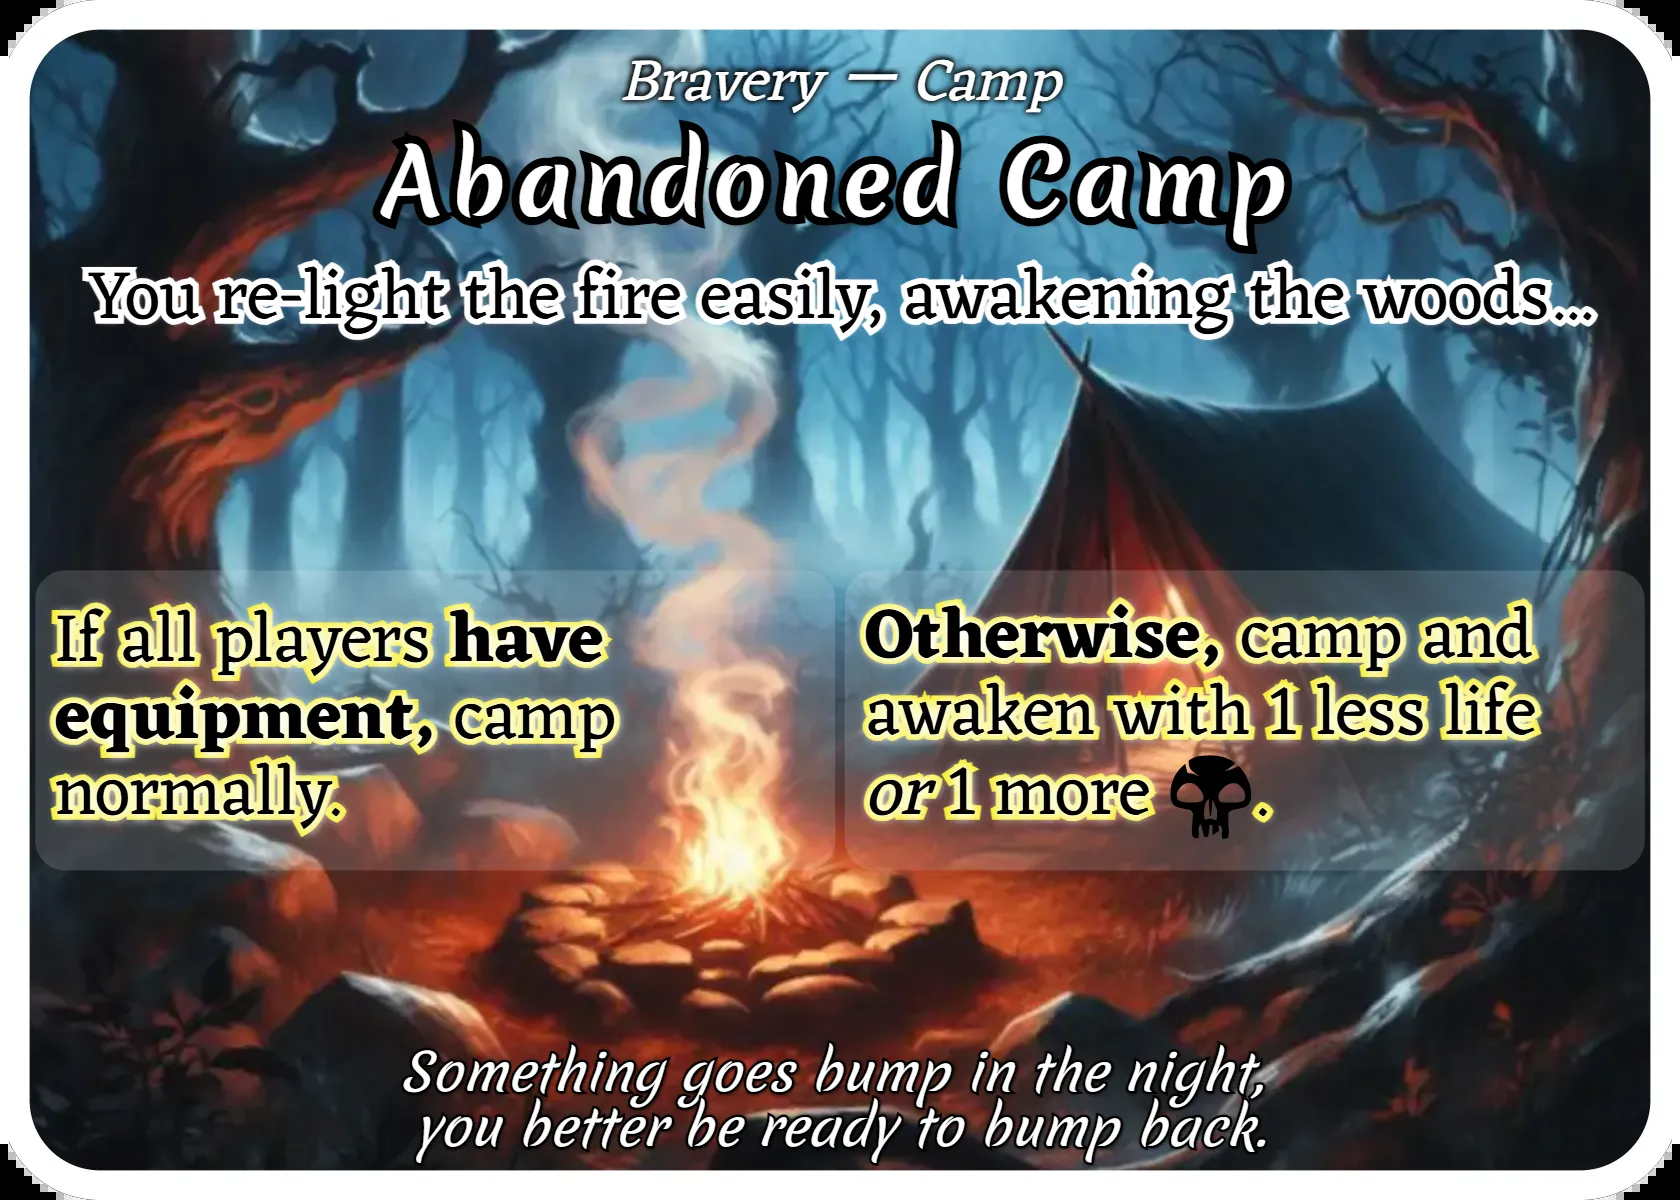 Bravery — Camp
Abandoned Camp
You re-light the fire easily, awakening the woods...
If all players have
equipment, camp
normally.
Otherwise, camp and
awaken with 1 less life
or 1 more .
Something goes bump in the night,
you better be ready to bump back.